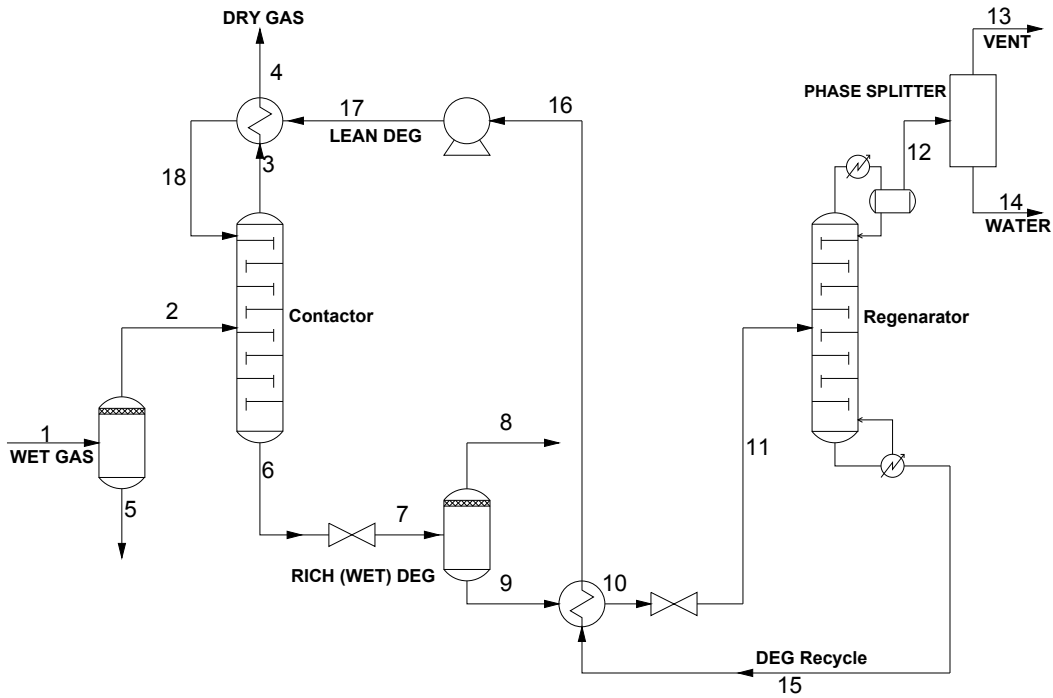 DRY GAS
13
VENT
4
PHASE SPLITTER
17
16
LEAN DEG
12
3
18
14
WATER
2
Contactor
Regenarator
1
WET GAS
8
11
6
5
7
RICH (WET) DEG
9
10
DEG Recycle
15